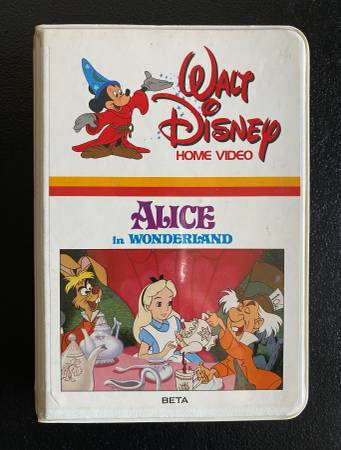 WALT
DISNEY
HOME VIDEO
ALICE
In WONDERLAND
BETA